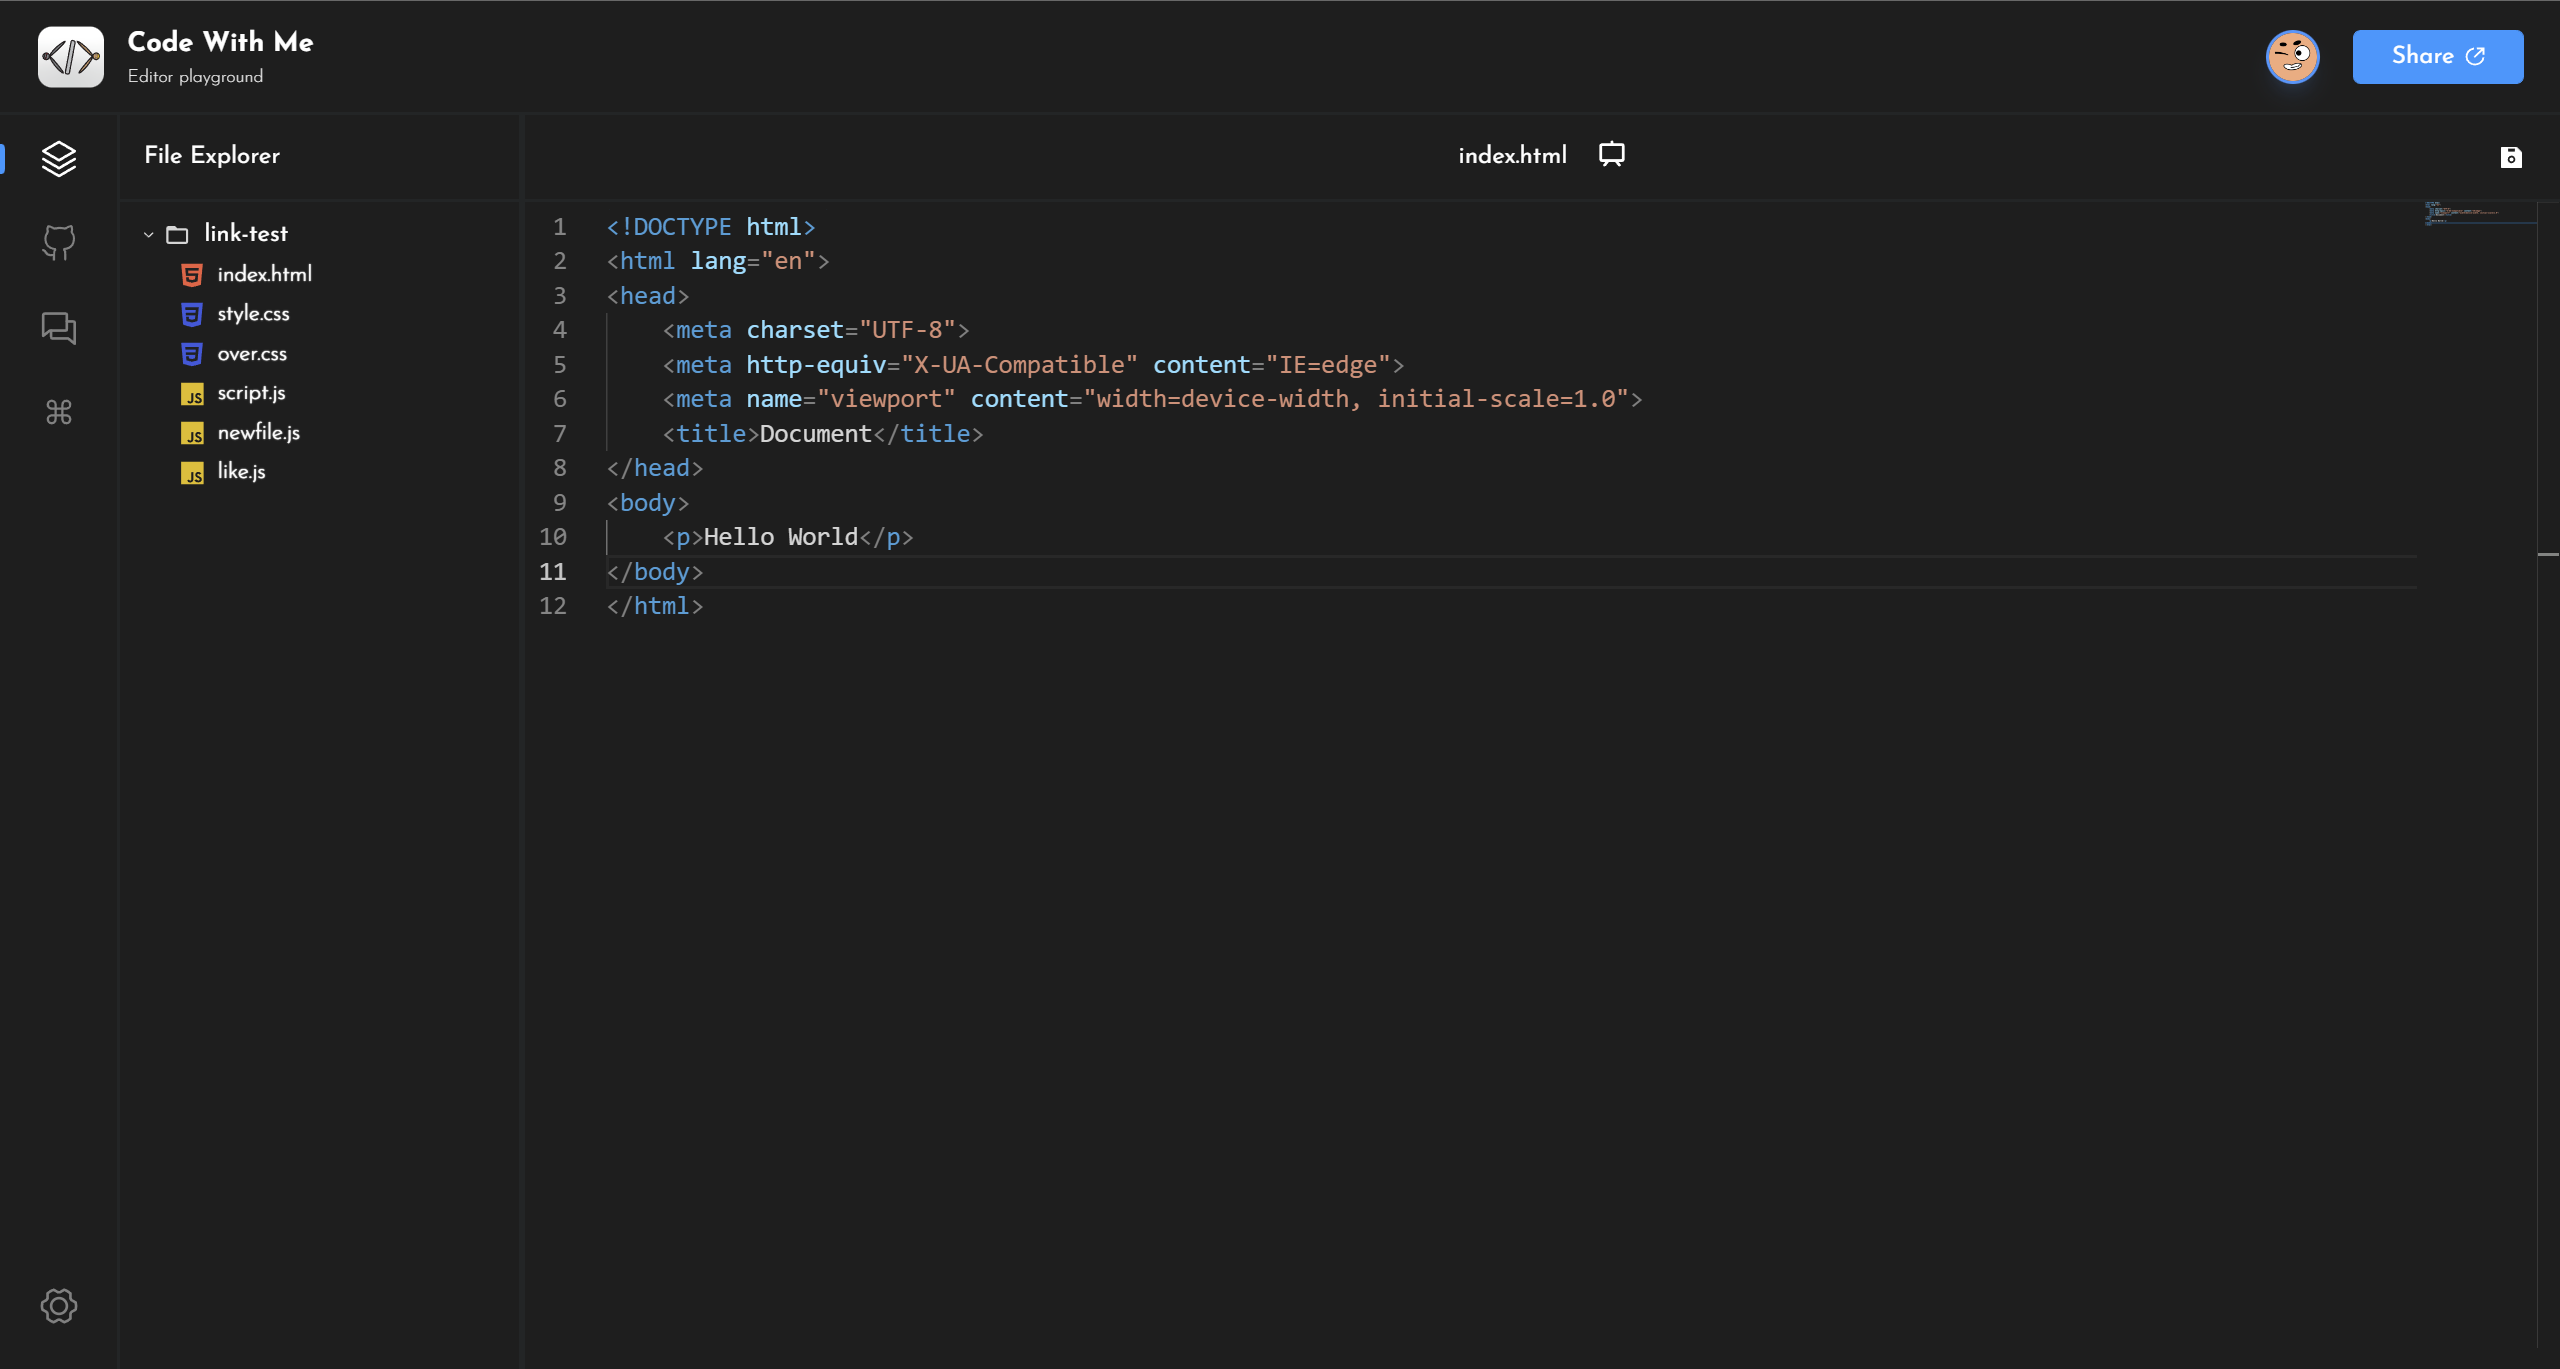 Code With Me
Editor playground
Share
File Explorer
index.html
link-test
index.html
style.css
over.css
script.js
newfile.js
like.js
1 <!DOCTYPE html>
2 <html lang="en">
3 <head>
4     <meta charset="UTF-8">
5     <meta http-equiv="X-UA-Compatible" content="IE=edge">
6     <meta name="viewport" content="width=device-width, initial-scale=1.0">
7     <title>Document</title>
8 </head>
9 <body>
10     <p>Hello World</p>
11 </body>
12 </html>